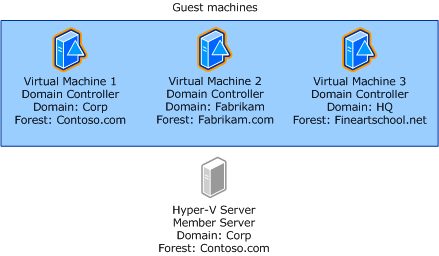 Guest machines
Virtual Machine 1
Domain Controller
Domain: Corp
Forest: Contoso.com
Virtual Machine 2
Domain Controller
Domain: Fabrikam
Forest: Fabrikam.com
Virtual Machine 3
Domain Controller
Domain: HQ
Forest: Fineartschool.net
Hyper-V Server
Member Server
Domain: Corp
Forest: Contoso.com